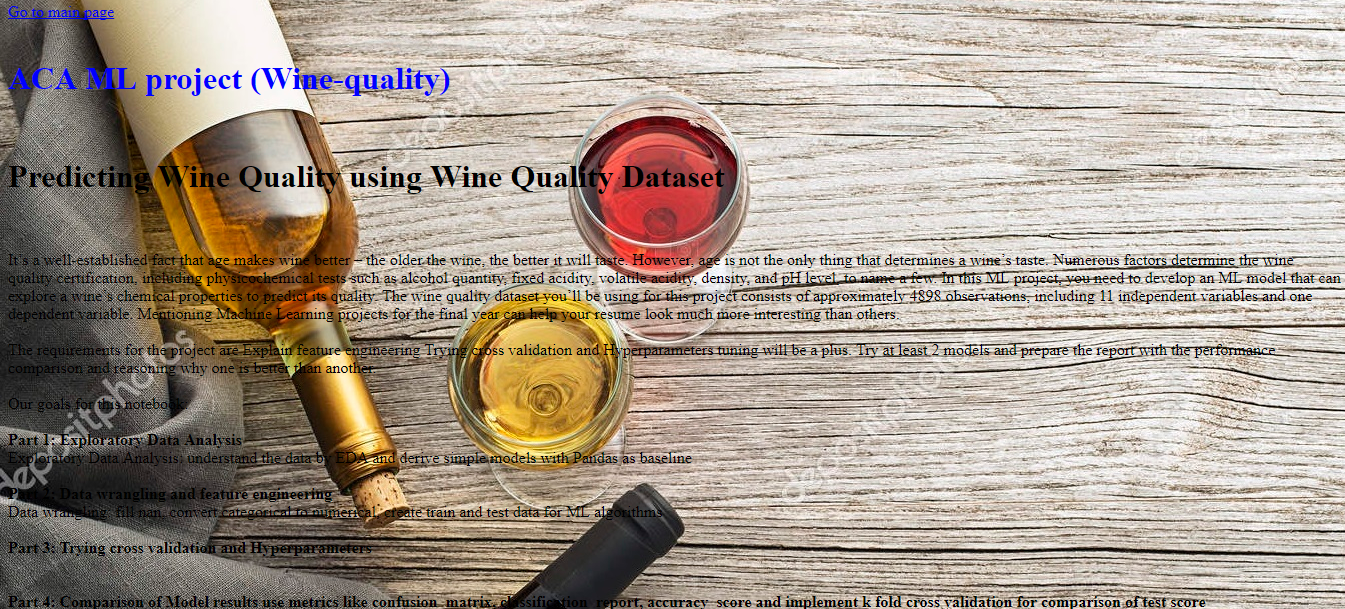 Go to main page
ACA ML project (Wine-quality)
Predicting Wine Quality using Wine Quality Dataset
It's a well-established fact that age makes wine better – the older the wine, the better it will taste. However, age is not the only thing that determines a wine's taste. Numerous factors determine the wine
quality certification, including physicochemical tests such as alcohol quantity, fixed acidity, volatile acidity, density, and pH level, to name a few. In this ML project, you need to develop an ML model that can
explore a wine's chemical properties to predict its quality. The wine quality dataset you'll be using for this project consists of approximately 4898 observations, including 11 independent variables and one
dependent variable. Mentioning Machine Learning projects for the final year can help your resume look much more interesting than others.
The requirements for the project are Explain feature engineering Trying cross validation and Hyperparameters tuning will be a plus. Try at least 2 models and prepare the report with the performance
comparison and reasoning why one is better than another.
Our goals for this notebook:
Part 1: Exploratory Data Analysis
Exploratory Data Analysis: understand the data by EDA and derive simple models with Pandas as baseline
Part 2: Data wrangling and feature engineering
Data wrangling: fill nan, convert categorical to numerical, create train and test data for ML algorithms
Part 3: Trying cross validation and Hyperparameters
Part 4: Comparison of Model results use metrics like confusion_matrix, classification_report, accuracy_score and implement k fold cross validation for comparison of test score
depositphotos